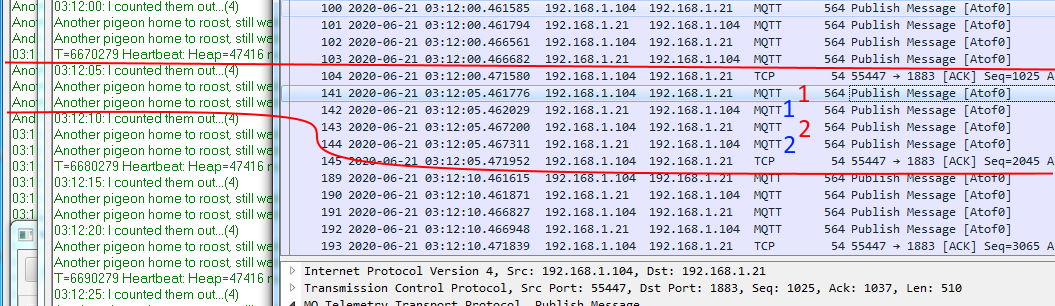 03:12:00: I counted them out...(4)
Another pigeon home to roost, still wa
Another pigeon home to roost, still wa
T=6670279 Heartbeat: Heap=47416
03:12:05: I counted them out...(4)
Another pigeon home to roost, still wa
Another pigeon home to roost, still wa
03:12:10: I counted them out...(4)
Another pigeon home to roost, still wa
Another pigeon home to roost, still wa
T=6680279 Heartbeat: Heap=47416
03:12:15: I counted them out...(4)
Another pigeon home to roost, still wa
Another pigeon home to roost, still wa
03:12:20: I counted them out...(4)
Another pigeon home to roost, still wa
Another pigeon home to roost, still wa
T=6690279 Heartbeat: Heap=47416
03:12:25: I counted them out...(4)
100 2020-06-21 03:12:00.461585 192.168.1.104 192.168.1.21 MQTT 564 Publish Message [Atof0]
101 2020-06-21 03:12:00.461794 192.168.1.21 192.168.1.104 MQTT 564 Publish Message [Atof0]
102 2020-06-21 03:12:00.466561 192.168.1.104 192.168.1.21 MQTT 564 Publish Message [Atof0]
103 2020-06-21 03:12:00.466682 192.168.1.21 192.168.1.104 MQTT 564 Publish Message [Atof0]
104 2020-06-21 03:12:00.471580 192.168.1.104 192.168.1.21 TCP 54 55447 → 1883 [ACK] Seq=1025 A
141 2020-06-21 03:12:05.461776 192.168.1.104 192.168.1.21 MQTT 1 564 Publish Message [Atof0]
142 2020-06-21 03:12:05.462029 192.168.1.21 192.168.1.104 MQTT 1 564 Publish Message [Atof0]
143 2020-06-21 03:12:05.467200 192.168.1.104 192.168.1.21 MQTT 2 564 Publish Message [Atof0]
144 2020-06-21 03:12:05.467311 192.168.1.21 192.168.1.104 MQTT 2 564 Publish Message [Atof0]
145 2020-06-21 03:12:05.471952 192.168.1.104 192.168.1.21 TCP 54 55447 → 1883 [ACK] Seq=2045 A
189 2020-06-21 03:12:10.461615 192.168.1.104 192.168.1.21 MQTT 564 Publish Message [Atof0]
190 2020-06-21 03:12:10.461871 192.168.1.21 192.168.1.104 MQTT 564 Publish Message [Atof0]
191 2020-06-21 03:12:10.466827 192.168.1.104 192.168.1.21 MQTT 564 Publish Message [Atof0]
192 2020-06-21 03:12:10.466948 192.168.1.21 192.168.1.104 MQTT 564 Publish Message [Atof0]
193 2020-06-21 03:12:10.471839 192.168.1.104 192.168.1.21 TCP 54 55447 → 1883 [ACK] Seq=3065 A
Internet Protocol Version 4, Src: 192.168.1.104, Dst: 192.168.1.21
Transmission Control Protocol, Src Port: 55447, Dst Port: 1883, Seq: 1025, Ack: 1037, Len: 510
MQ Telemetry Transport Protocol, Publish Message